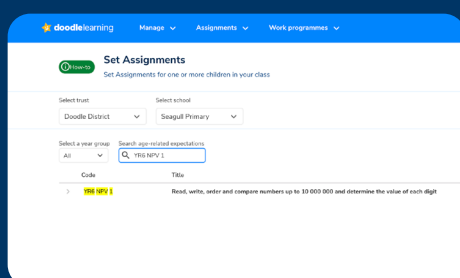 doodlelearning Manage Assignments Work programmes
How-to
Set Assignments
Set Assignments for one or more children in your class
Select trust Select school
Doodle District Seagull Primary
Select a year group Search age-related expectations
All YR6 NPV 1
Code Title
YR6 NPV 1 Read, write, order and compare numbers up to 10 000 000 and determine the value of each digit